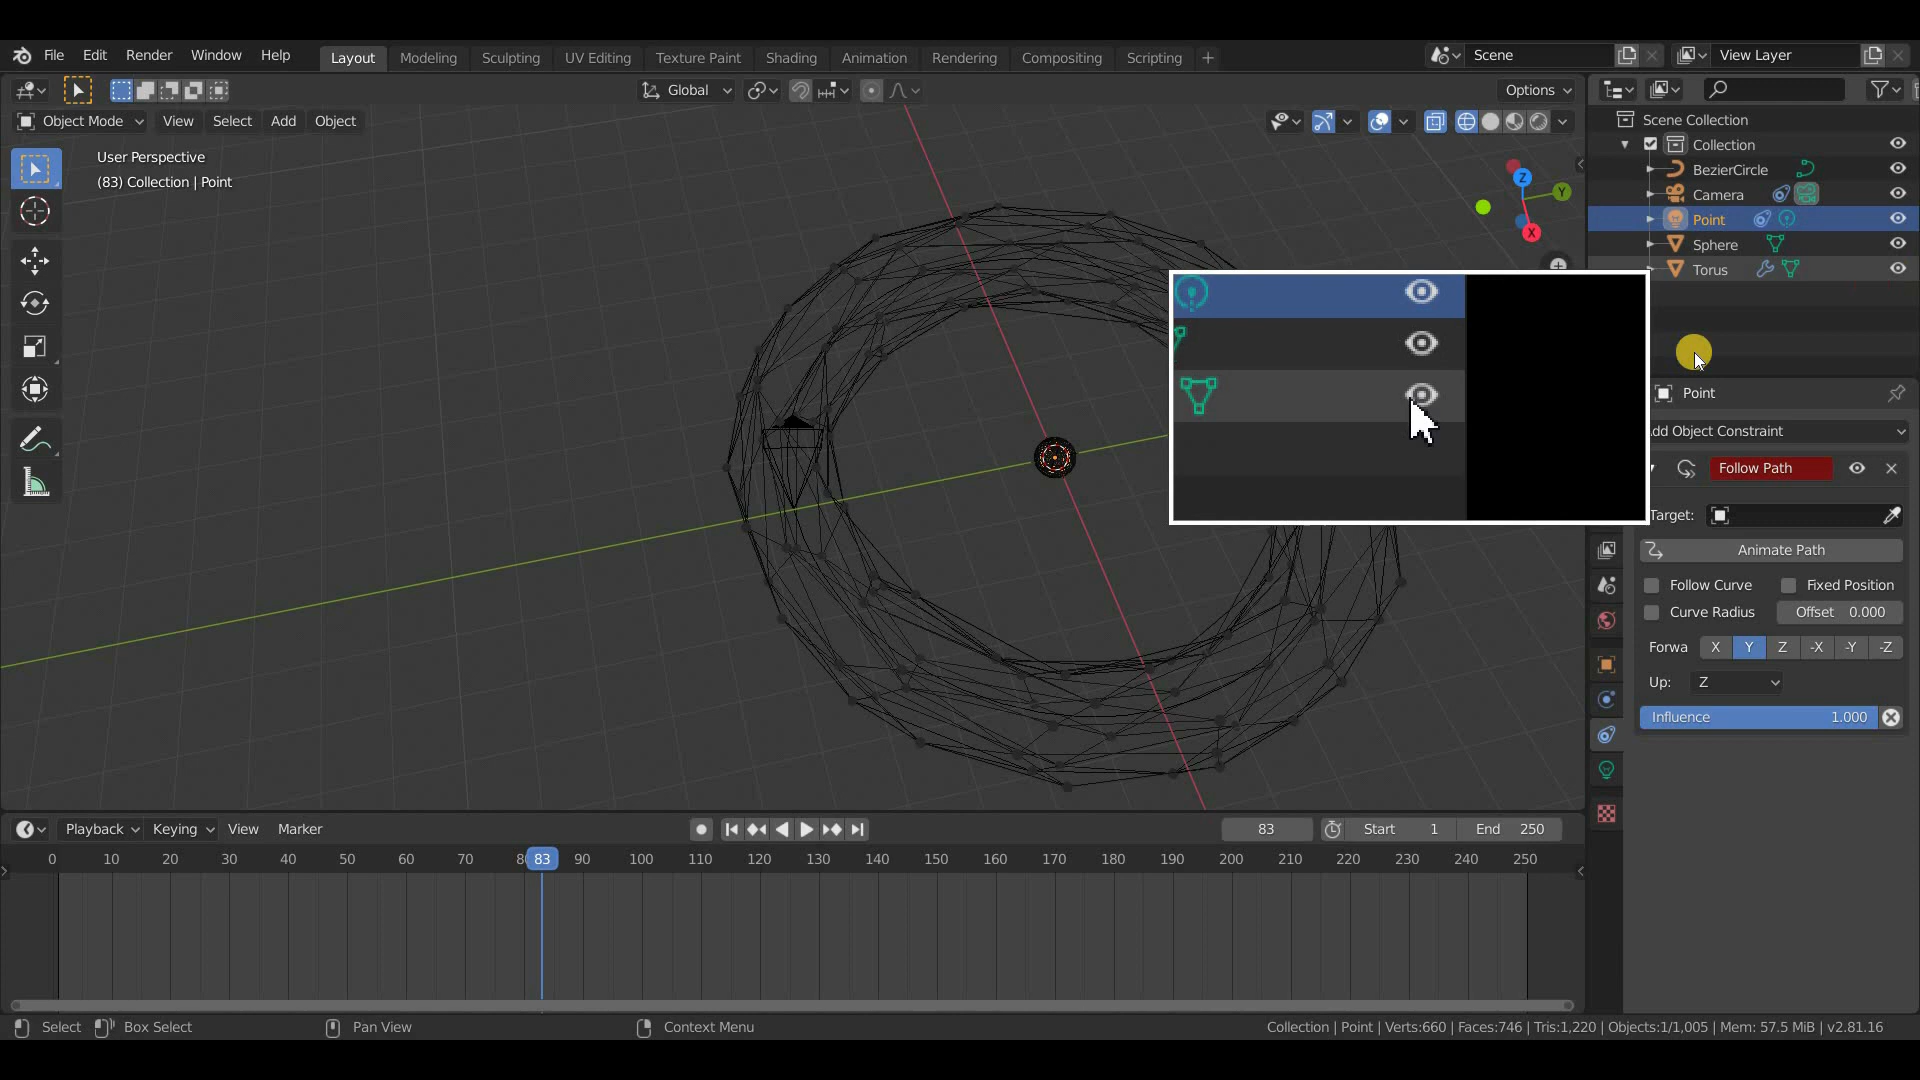 File Edit Render Window Help Layout Modeling Sculpting UV Editing Texture Paint Shading Animation Rendering Compositing Scripting + Scene View Layer
Global Options
Object Mode View Select Add Object
User Perspective
(83) Collection | Point
Z Y X
Scene Collection
Collection
BezierCircle
Camera
Point
Sphere
Torus
Point
dd Object Constraint
Follow Path
Target:
Animate Path
Follow Curve Fixed Position
Curve Radius Offset 0.000
Forwa X Y Z -X -Y -Z
Up: Z
Influence 1.000
Playback Keying View Marker 83 Start 1 End 250
0 10 20 30 40 50 60 70 8 83 90 100 110 120 130 140 150 160 170 180 190 200 210 220 230 240 250
Select Box Select Pan View Context Menu Collection | Point | Verts:660 | Faces:746 | Tris:1,220 | Objects:1/1,005 | Mem: 57.5 MiB | v2.81.16